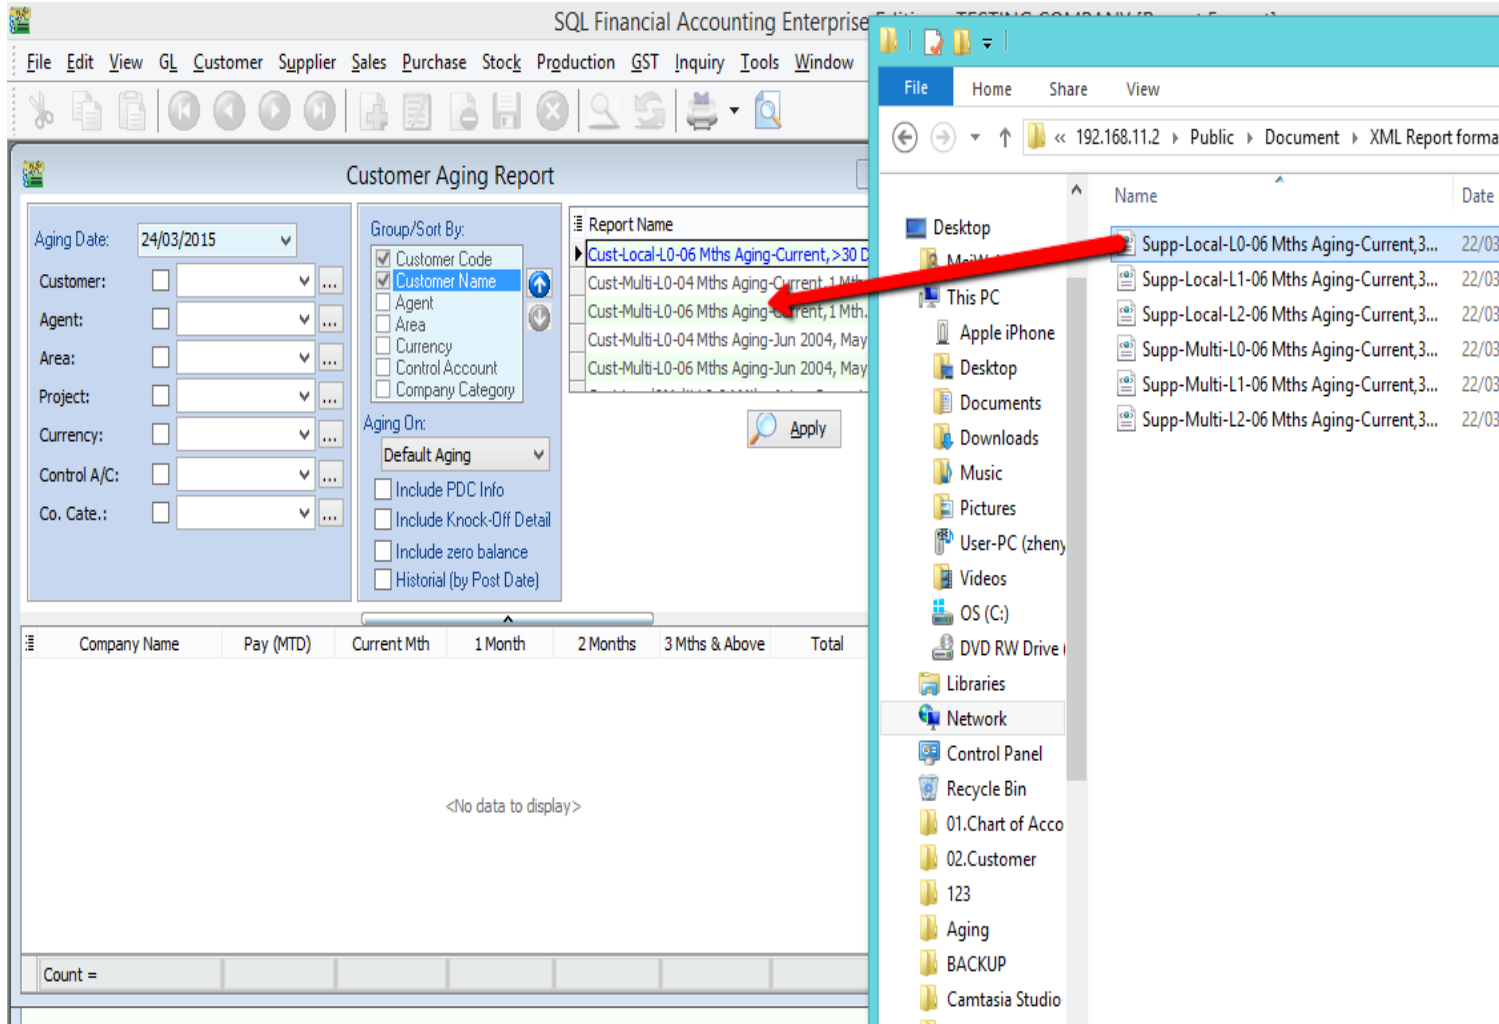 SQL Financial Accounting Enterprise
File Edit View GL Customer Supplier Sales Purchase Stock Production GST Inquiry Tools Window
Customer Aging Report
Aging Date: 24/03/2015
Customer: ...
Agent: ...
Area: ...
Project: ...
Currency: ...
Control A/C: ...
Co. Cate.: ...
Group/Sort By:
Customer Code
Customer Name
Agent
Area
Currency
Control Account
Company Category
Aging On:
Default Aging
Include PDC Info
Include Knock-Off Detail
Include zero balance
Historial (by Post Date)
Report Name
Cust-Local-L0-06 Mths Aging-Current,>30 D
Cust-Multi-L0-04 Mths Aging-Current,1 Mth
Cust-Multi-L0-06 Mths Aging-Current,1 Mth.
Cust-Multi-L0-04 Mths Aging-Jun 2004, May
Cust-Multi-L0-06 Mths Aging-Jun 2004, May
Apply
Company Name Pay (MTD) Current Mth 1 Month 2 Months 3 Mths & Above Total
<No data to display>
Count =
File Home Share View
« 192.168.11.2 Public Document XML Report forma
Name Date
Desktop
This PC
Apple iPhone
Desktop
Documents
Downloads
Music
Pictures
User-PC (zheny
Videos
OS (C:)
DVD RW Drive (
Libraries
Network
Control Panel
Recycle Bin
01.Chart of Acco
02.Customer
123
Aging
BACKUP
Camtasia Studio
Supp-Local-L0-06 Mths Aging-Current,3... 22/03
Supp-Local-L1-06 Mths Aging-Current,3... 22/03
Supp-Local-L2-06 Mths Aging-Current,3... 22/03
Supp-Multi-L0-06 Mths Aging-Current,3... 22/03
Supp-Multi-L1-06 Mths Aging-Current,3... 22/03
Supp-Multi-L2-06 Mths Aging-Current,3... 22/03